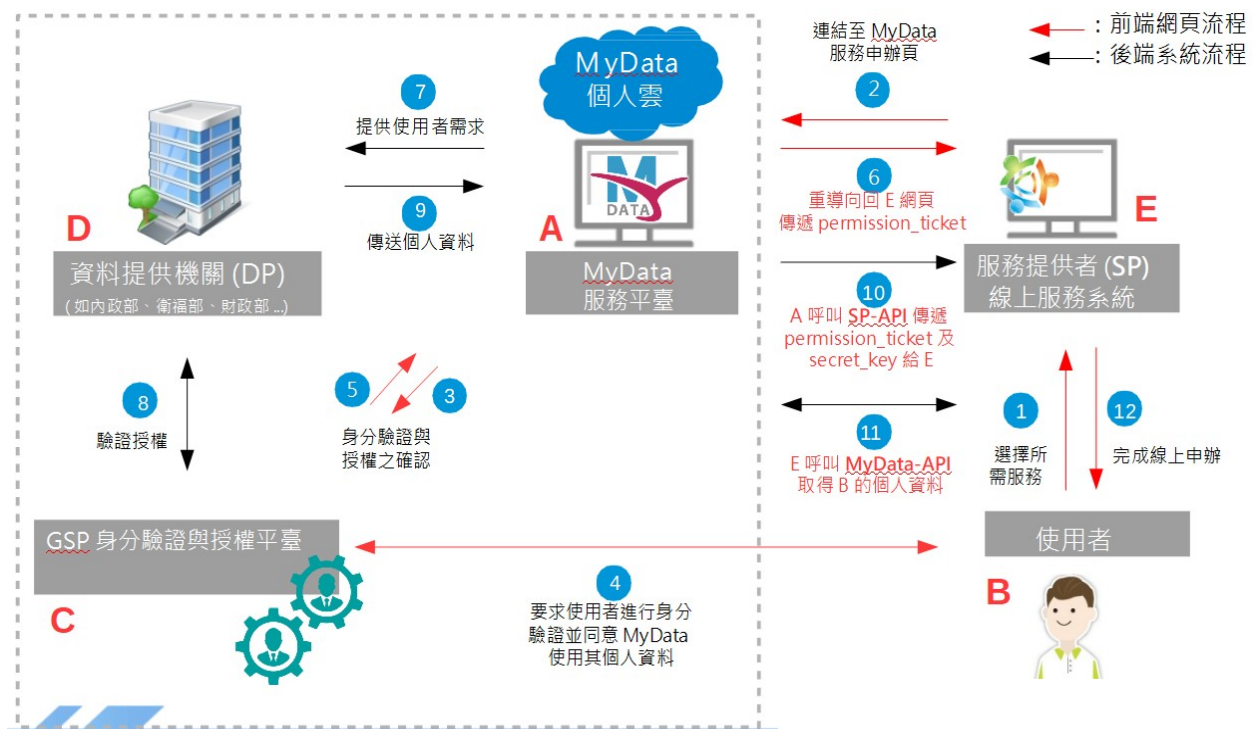 ：前端網頁流程
：後端系統流程
連結至 MyData
服務申辦頁
2
MyData
個人雲
7
提供使用者需求
9
傳送個人資料
6
重導向回 E 網頁
傳遞 permission_ticket
M
DATA
D
A
E
資料提供機關 (DP)
(如內政部、衛福部、財政部...)
MyData
服務平臺
服務提供者 (SP)
線上服務系統
10
A 呼叫 SP-API 傳遞
permission_ticket 及
secret_key 給 E
8
驗證授權
5
3
身分驗證與
授權之確認
11
E 呼叫 MyData-API
取得 B 的個人資料
1
選擇所
需服務
12
完成線上申辦
GSP 身分驗證與授權平臺
C
使用者
B
4
要求使用者進行身分
驗證並同意 MyData
使用其個人資料